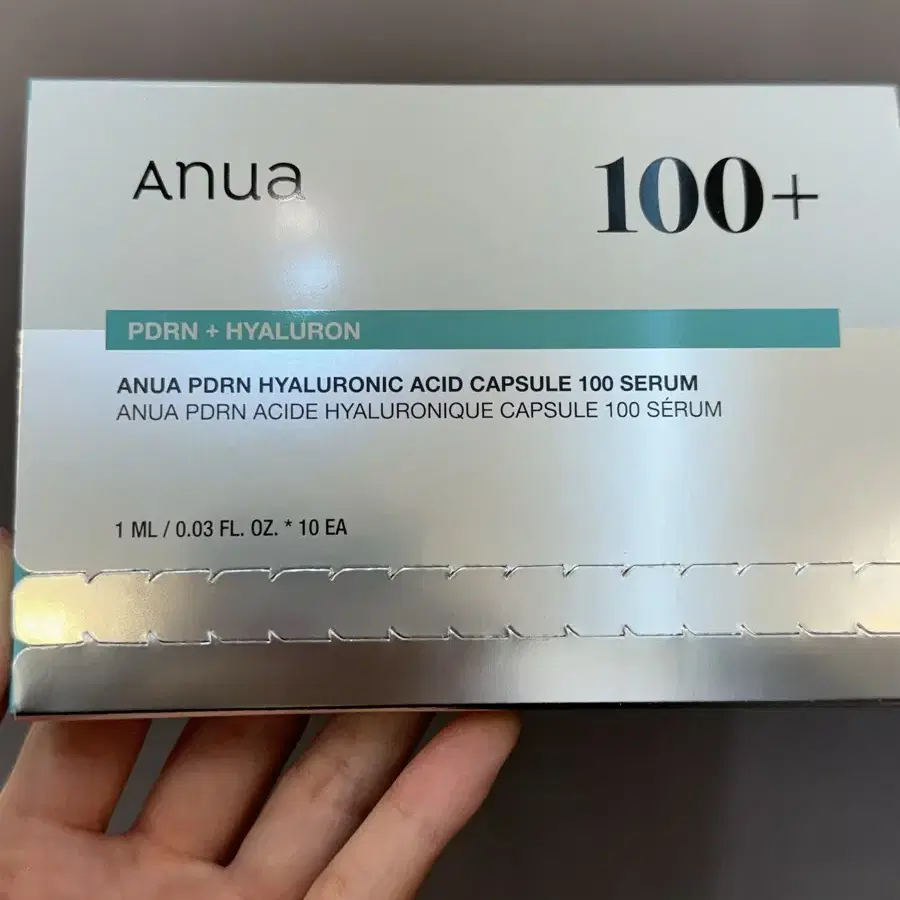 Anua
100+
PDRN + HYALURON
ANUA PDRN HYALURONIC ACID CAPSULE 100 SERUM
ANUA PDRN ACIDE HYALURONIQUE CAPSULE 100 SÉRUM
1 ML / 0.03 FL. OZ. * 10 EA